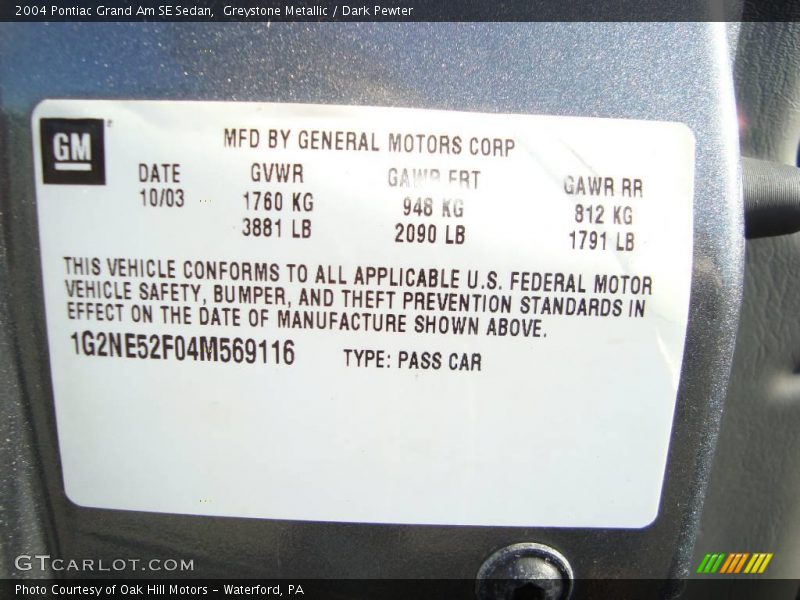 2004 Pontiac Grand Am SE Sedan, Greystone Metallic / Dark Pewter
GM
MFD BY GENERAL MOTORS CORP
DATE GVWR GAWR FRT GAWR RR
10/03 1760 KG 948 KG 812 KG
3881 LB 2090 LB 1791 LB
THIS VEHICLE CONFORMS TO ALL APPLICABLE U.S. FEDERAL MOTOR
VEHICLE SAFETY, BUMPER, AND THEFT PREVENTION STANDARDS IN
EFFECT ON THE DATE OF MANUFACTURE SHOWN ABOVE.
1G2NE52F04M569116 TYPE: PASS CAR
GTCARLOT.COM
Photo Courtesy of Oak Hill Motors - Waterford, PA